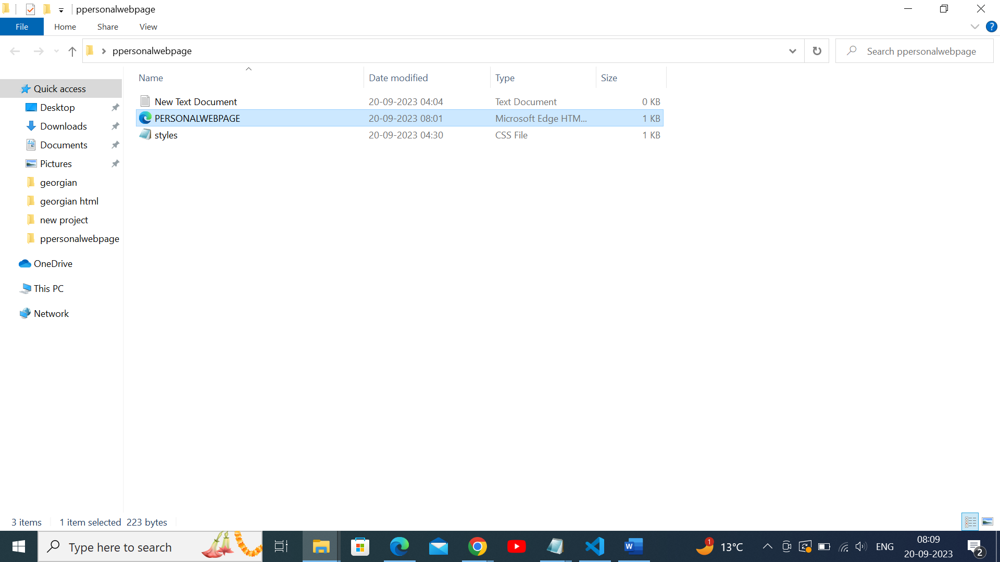 ppersonalwebpage
File Home Share View
ppersonalwebpage
Search ppersonalwebpage
Name Date modified Type Size
Quick access
Desktop
Downloads
Documents
Pictures
georgian
georgian html
new project
ppersonalwebpage
OneDrive
This PC
Network
New Text Document 20-09-2023 04:04 Text Document 0 KB
PERSONALWEBPAGE 20-09-2023 08:01 Microsoft Edge HTM... 1 KB
styles 20-09-2023 04:30 CSS File 1 KB
3 items 1 item selected 223 bytes
Type here to search
1 13°C
ENG
08:09
20-09-2023
2